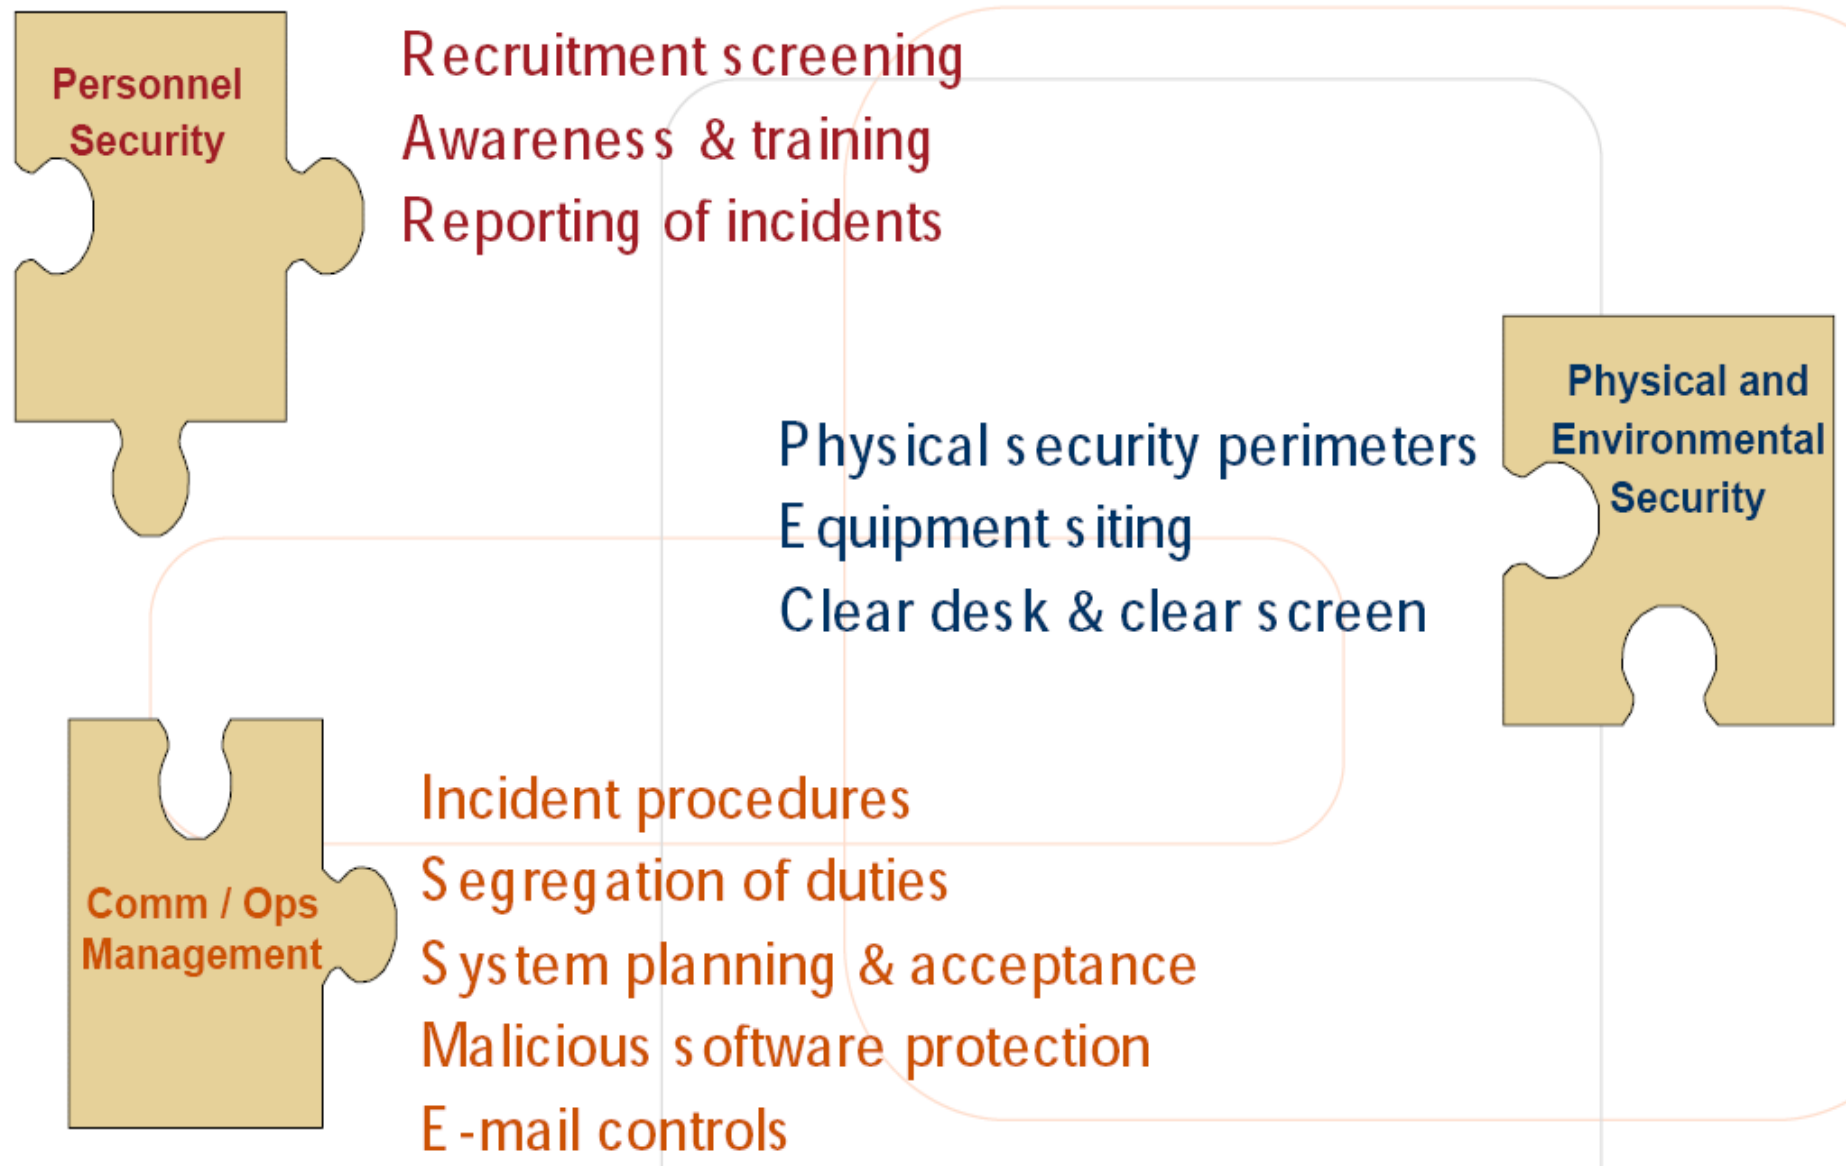 Personnel
Security
Recruitment screening
Awareness & training
Reporting of incidents
Physical security perimeters
Equipment siting
Clear desk & clear screen
Physical and
Environmental
Security
Comm / Ops
Management
Incident procedures
Segregation of duties
System planning & acceptance
Malicious software protection
E-mail controls